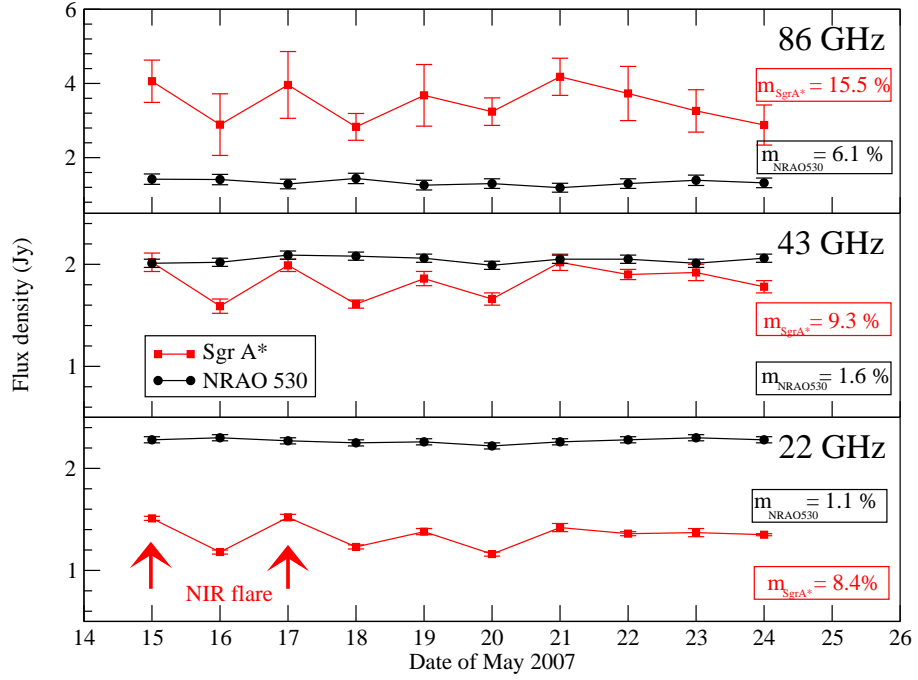 6
86 GHz
m_SgrA* = 15.5 %
4
m_NRAO530 = 6.1 %
2
43 GHz
2
m_SgrA* = 9.3 %
Sgr A*
NRAO 530
1
m_NRAO530 = 1.6 %
Flux density (Jy)
22 GHz
2
m_NRAO530 = 1.1 %
1
NIR flare
m_SgrA* = 8.4%
14 15 16 17 18 19 20 21 22 23 24 25 26
Date of May 2007